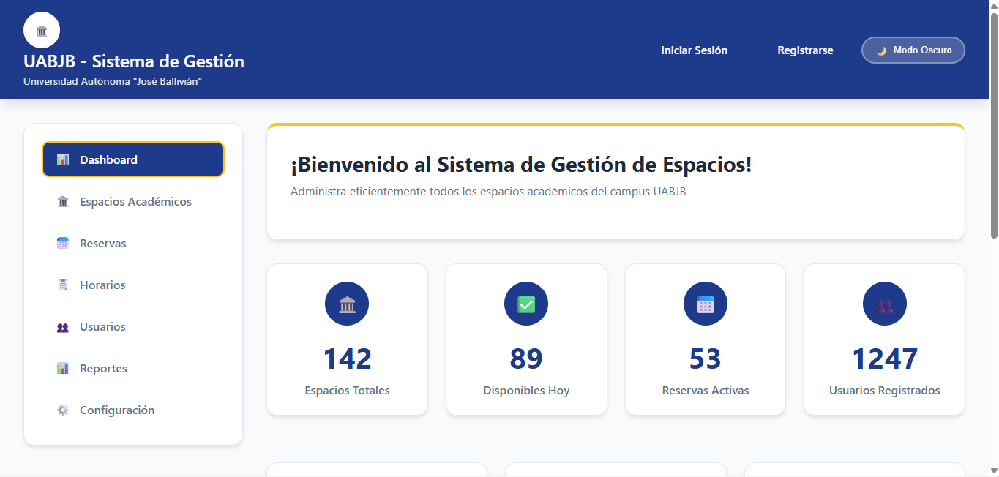 UABJB - Sistema de Gestión
Universidad Autónoma "José Ballivián"
Iniciar Sesión
Registrarse
Modo Oscuro
Dashboard
Espacios Académicos
Reservas
Horarios
Usuarios
Reportes
Configuración
¡Bienvenido al Sistema de Gestión de Espacios!
Administra eficientemente todos los espacios académicos del campus UABJB
142
Espacios Totales
89
Disponibles Hoy
53
Reservas Activas
1247
Usuarios Registrados